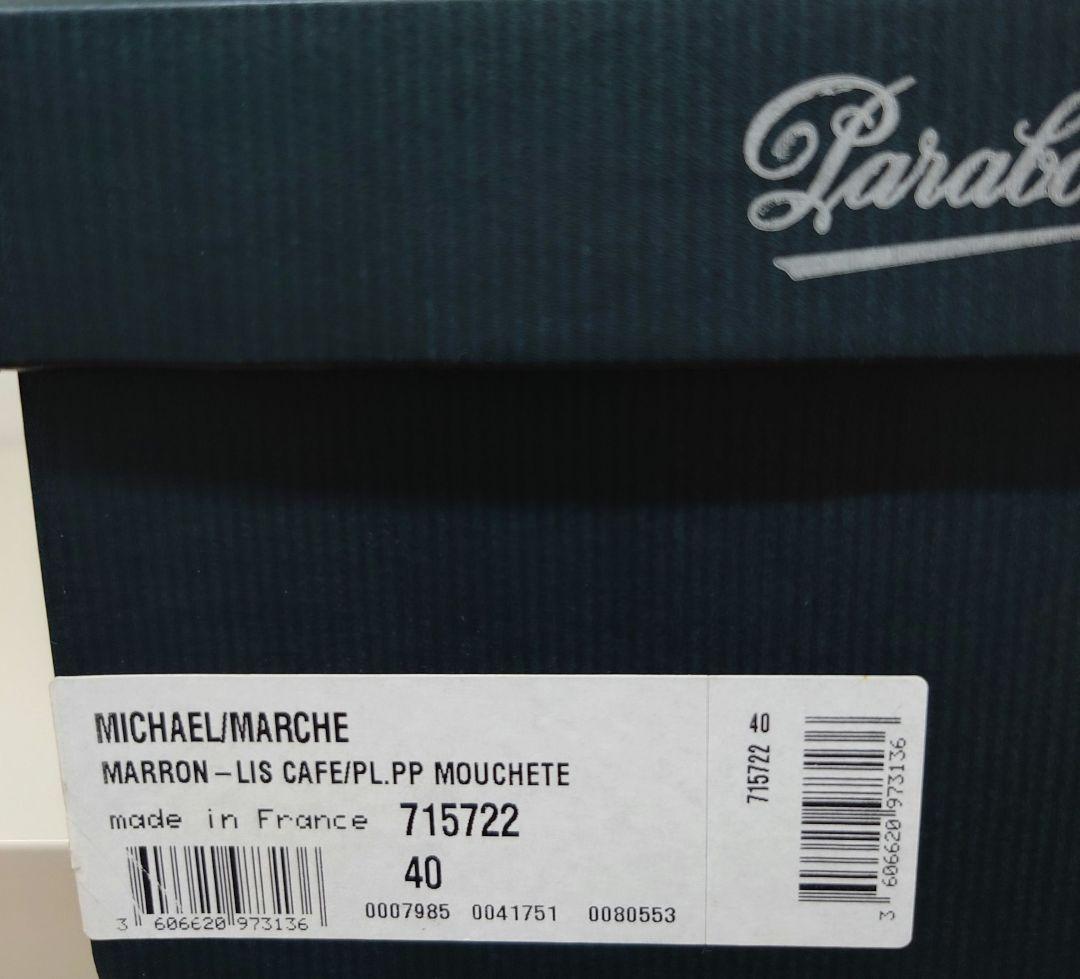 Parabo
MICHAEL/MARCHE
MARRON-LIS CAFE/PL.PP MOUCHETE
made in France 715722
40
0007985 0041751 0080553
3 606620 973136
715722 40
3 606620 973136